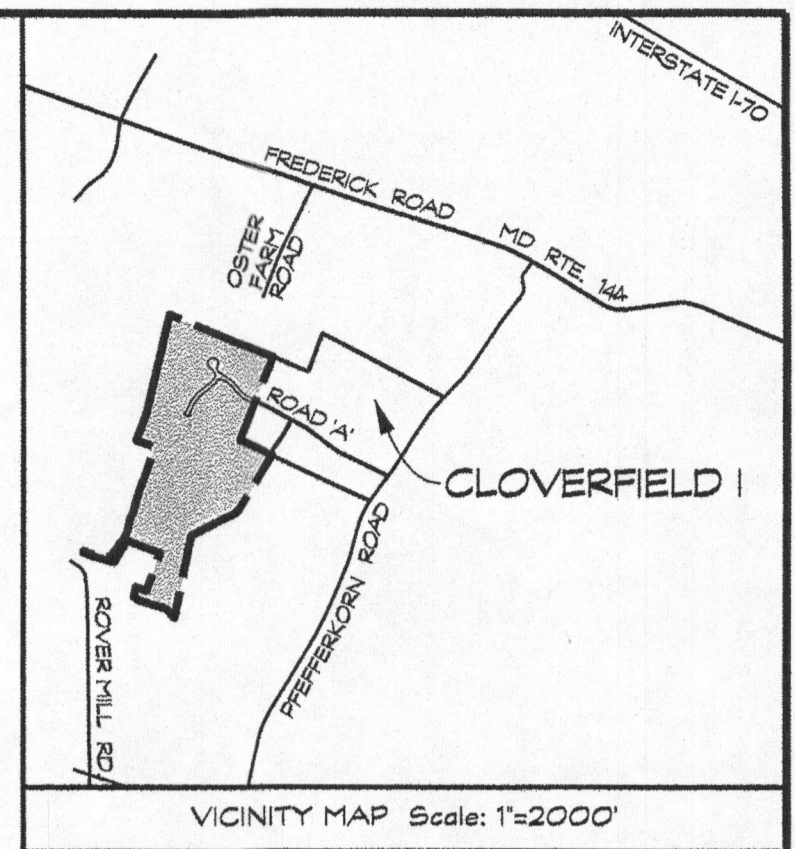 INTERSTATE I-70
FREDERICK ROAD
MD RTE. 144
OSTER
FARM
ROAD
ROAD 'A'
CLOVERFIELD I
PFEFFERKORN ROAD
ROVER MILL RD.
VICINITY MAP Scale: 1"=2000'